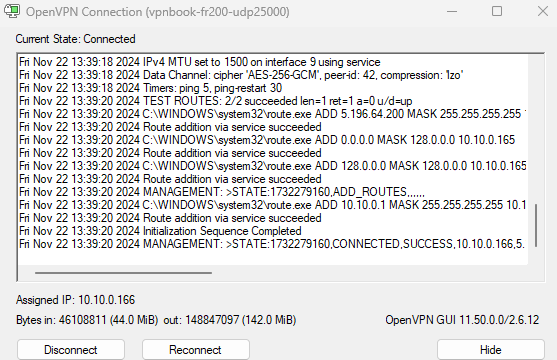 OpenVPN Connection (vpnbook-fr200-udp25000)
Current State: Connected
Fri Nov 22 13:39:18 2024 IPv4 MTU set to 1500 on interface 9 using service
Fri Nov 22 13:39:18 2024 Data Channel: cipher 'AES-256-GCM', peer-id: 42, compression: 'lzo'
Fri Nov 22 13:39:18 2024 Timers: ping 5, ping-restart 30
Fri Nov 22 13:39:20 2024 TEST ROUTES: 2/2 succeeded len=1 ret=1 a=0 u/d=up
Fri Nov 22 13:39:20 2024 C:\WINDOWS\system32\route.exe ADD 5.196.64.200 MASK 255.255.255.255
Fri Nov 22 13:39:20 2024 Route addition via service succeeded
Fri Nov 22 13:39:20 2024 C:\WINDOWS\system32\route.exe ADD 0.0.0.0 MASK 128.0.0.0 10.10.0.165
Fri Nov 22 13:39:20 2024 Route addition via service succeeded
Fri Nov 22 13:39:20 2024 C:\WINDOWS\system32\route.exe ADD 128.0.0.0 MASK 128.0.0.0 10.10.0.165
Fri Nov 22 13:39:20 2024 Route addition via service succeeded
Fri Nov 22 13:39:20 2024 MANAGEMENT: >STATE:1732279160,ADD_ROUTES,,,,,,
Fri Nov 22 13:39:20 2024 C:\WINDOWS\system32\route.exe ADD 10.10.0.1 MASK 255.255.255.255 10.1
Fri Nov 22 13:39:20 2024 Route addition via service succeeded
Fri Nov 22 13:39:20 2024 Initialization Sequence Completed
Fri Nov 22 13:39:20 2024 MANAGEMENT: >STATE:1732279160,CONNECTED,SUCCESS,10.10.0.166,5.
Assigned IP: 10.10.0.166
Bytes in: 46108811 (44.0 MiB) out: 148847097 (142.0 MiB) OpenVPN GUI 11.50.0.0/2.6.12
Disconnect Reconnect Hide